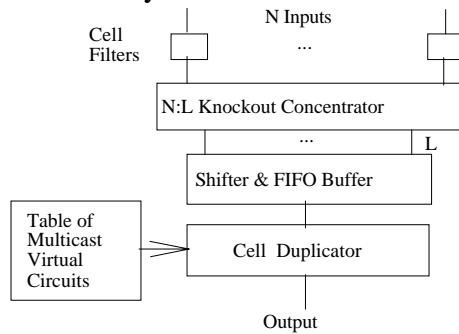 N Inputs
Cell
Filters
...
N:L Knockout Concentrator
...
L
Shifter & FIFO Buffer
Table of
Multicast
Virtual
Circuits
Cell Duplicator
Output